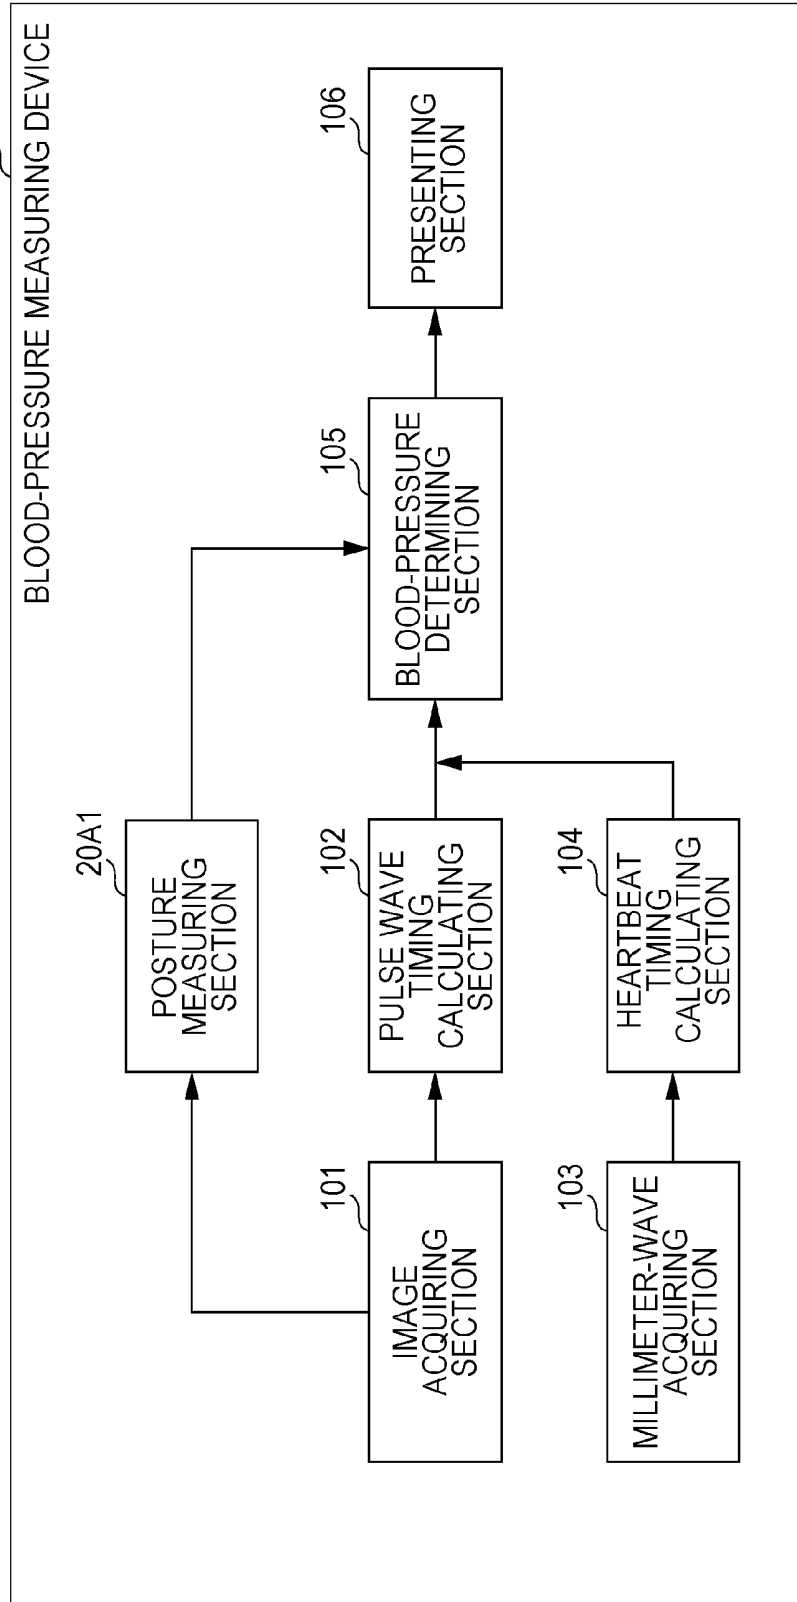 BLOOD-PRESSURE MEASURING DEVICE
20A1
POSTURE
MEASURING
SECTION
101
IMAGE
ACQUIRING
SECTION
102
PULSE WAVE
TIMING
CALCULATING
SECTION
105
BLOOD-PRESSURE
DETERMINING
SECTION
106
PRESENTING
SECTION
103
MILLIMETER-WAVE
ACQUIRING
SECTION
104
HEARTBEAT
TIMING
CALCULATING
SECTION